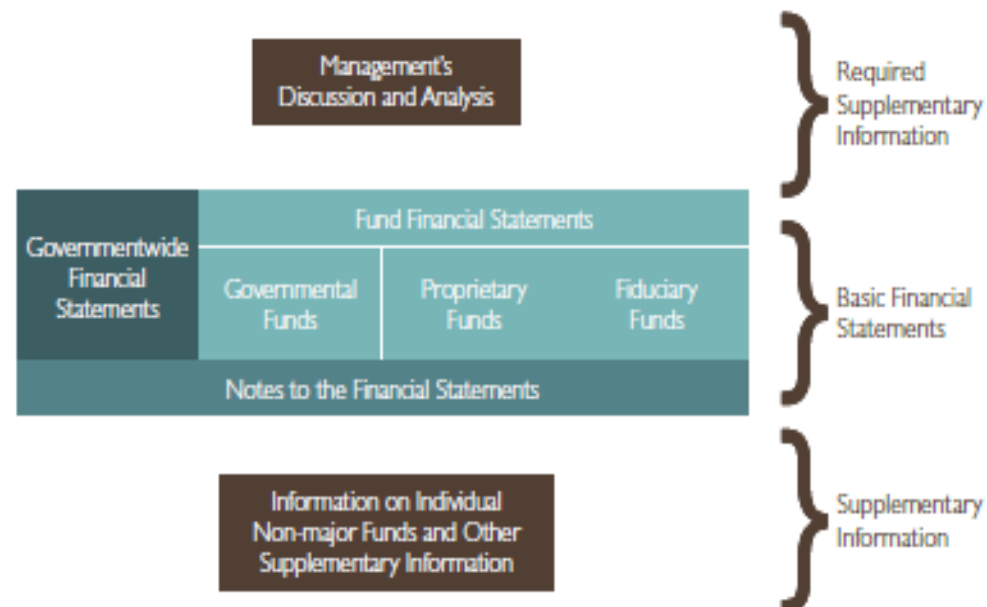 Management's
Discussion and Analysis
Required
Supplementary
Information
Governmentwide
Financial
Statements
Fund Financial Statements
Governmental
Funds
Proprietary
Funds
Fiduciary
Funds
Notes to the Financial Statements
Basic Financial
Statements
Information on Individual
Non-major Funds and Other
Supplementary Information
Supplementary
Information